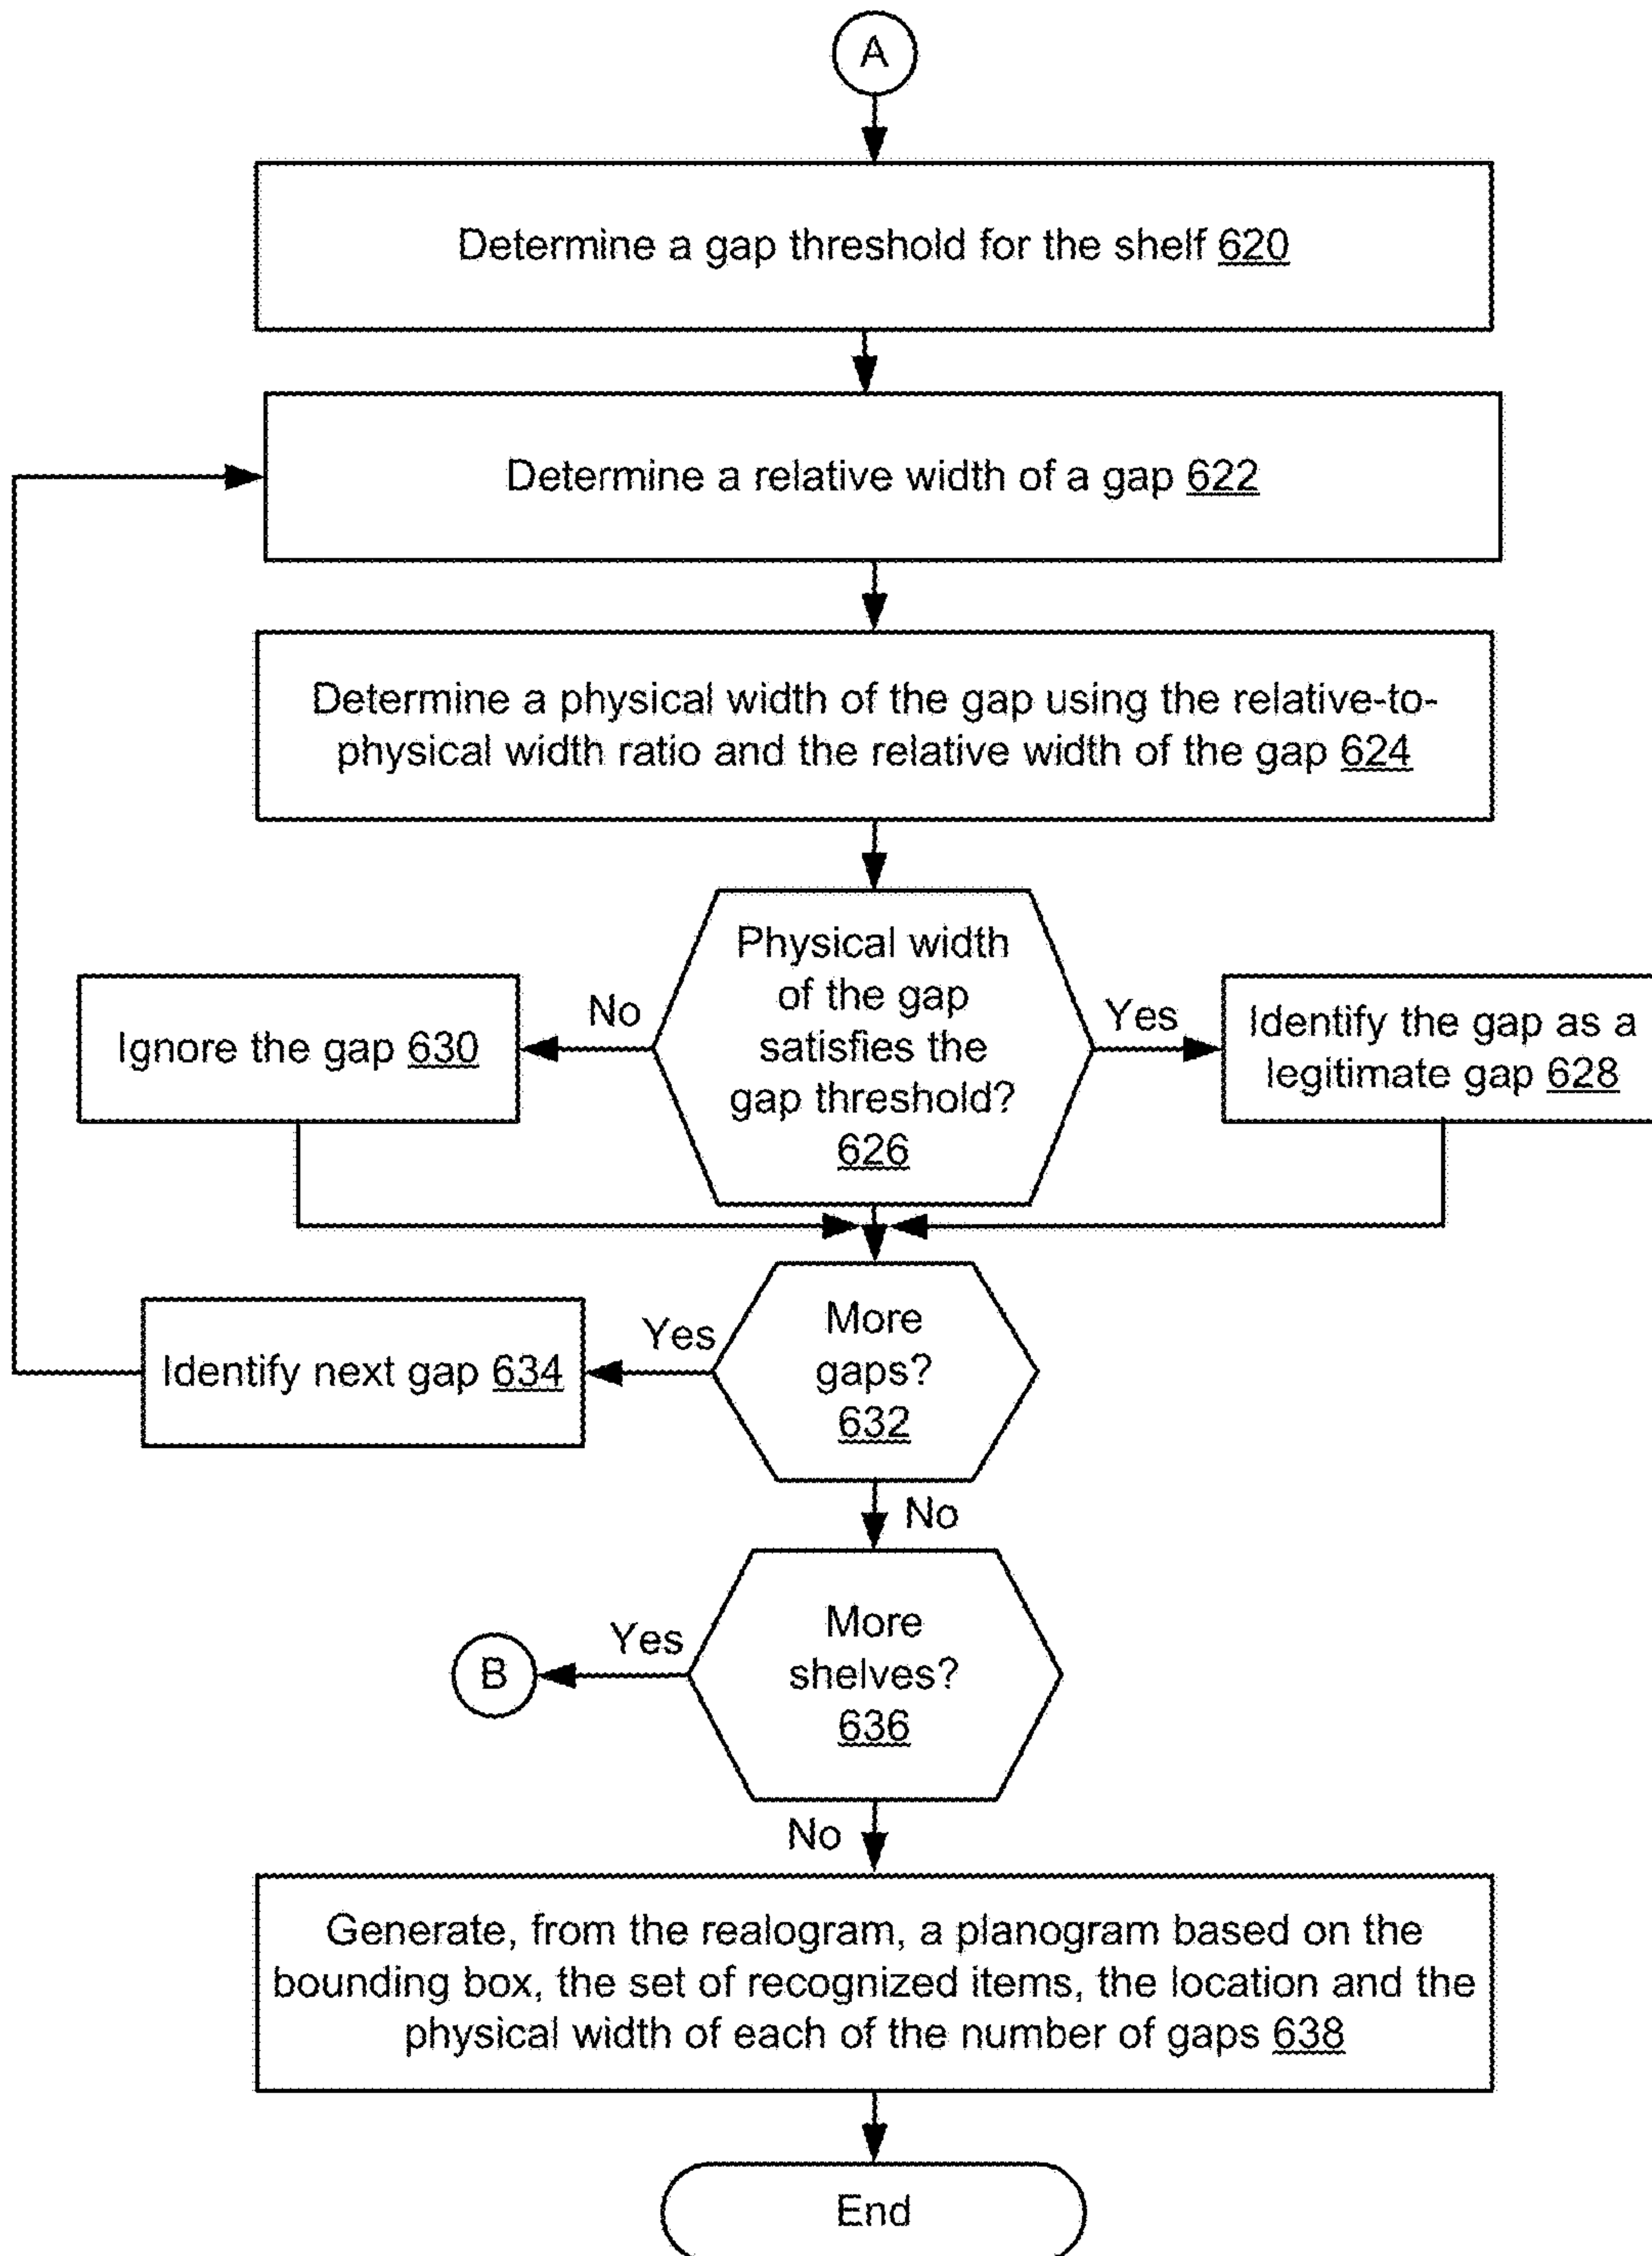 A
Determine a gap threshold for the shelf 620
Determine a relative width of a gap 622
Determine a physical width of the gap using the relative-to-
physical width ratio and the relative width of the gap 624
Physical width
of the gap
satisfies the
gap threshold?
626
No
Yes
Ignore the gap 630
Identify the gap as a
legitimate gap 628
More
gaps?
632
Yes
Identify next gap 634
No
More
shelves?
636
Yes
B
No
Generate, from the realogram, a planogram based on the
bounding box, the set of recognized items, the location and the
physical width of each of the number of gaps 638
End